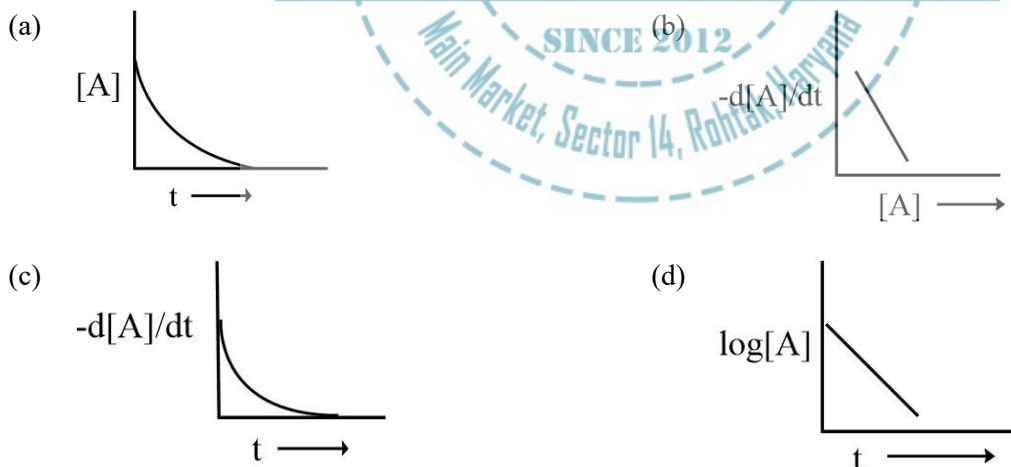 (a)
[A]
t
(b)
-d[A]/dt
[A]
SINCE 2012
Main Market, Sector 14, Rohtak, Haryana
(c)
-d[A]/dt
t
(d)
log[A]
t